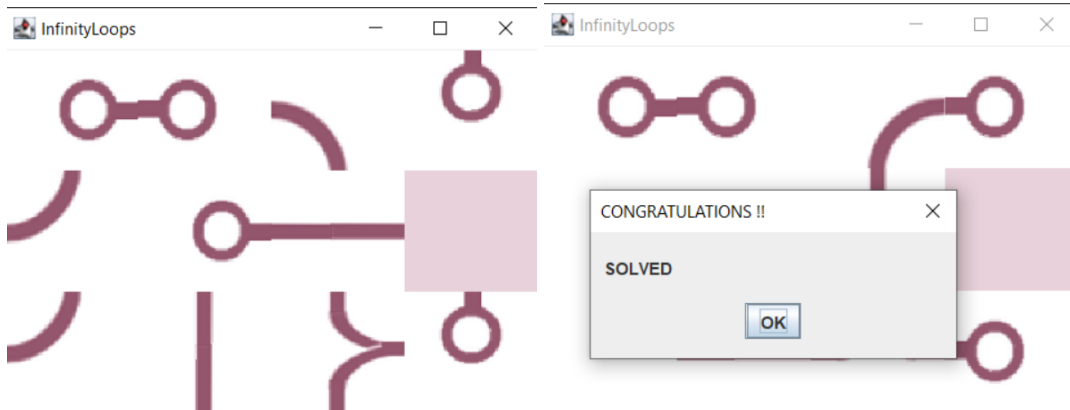 InfinityLoops
InfinityLoops
CONGRATULATIONS !!
SOLVED
OK